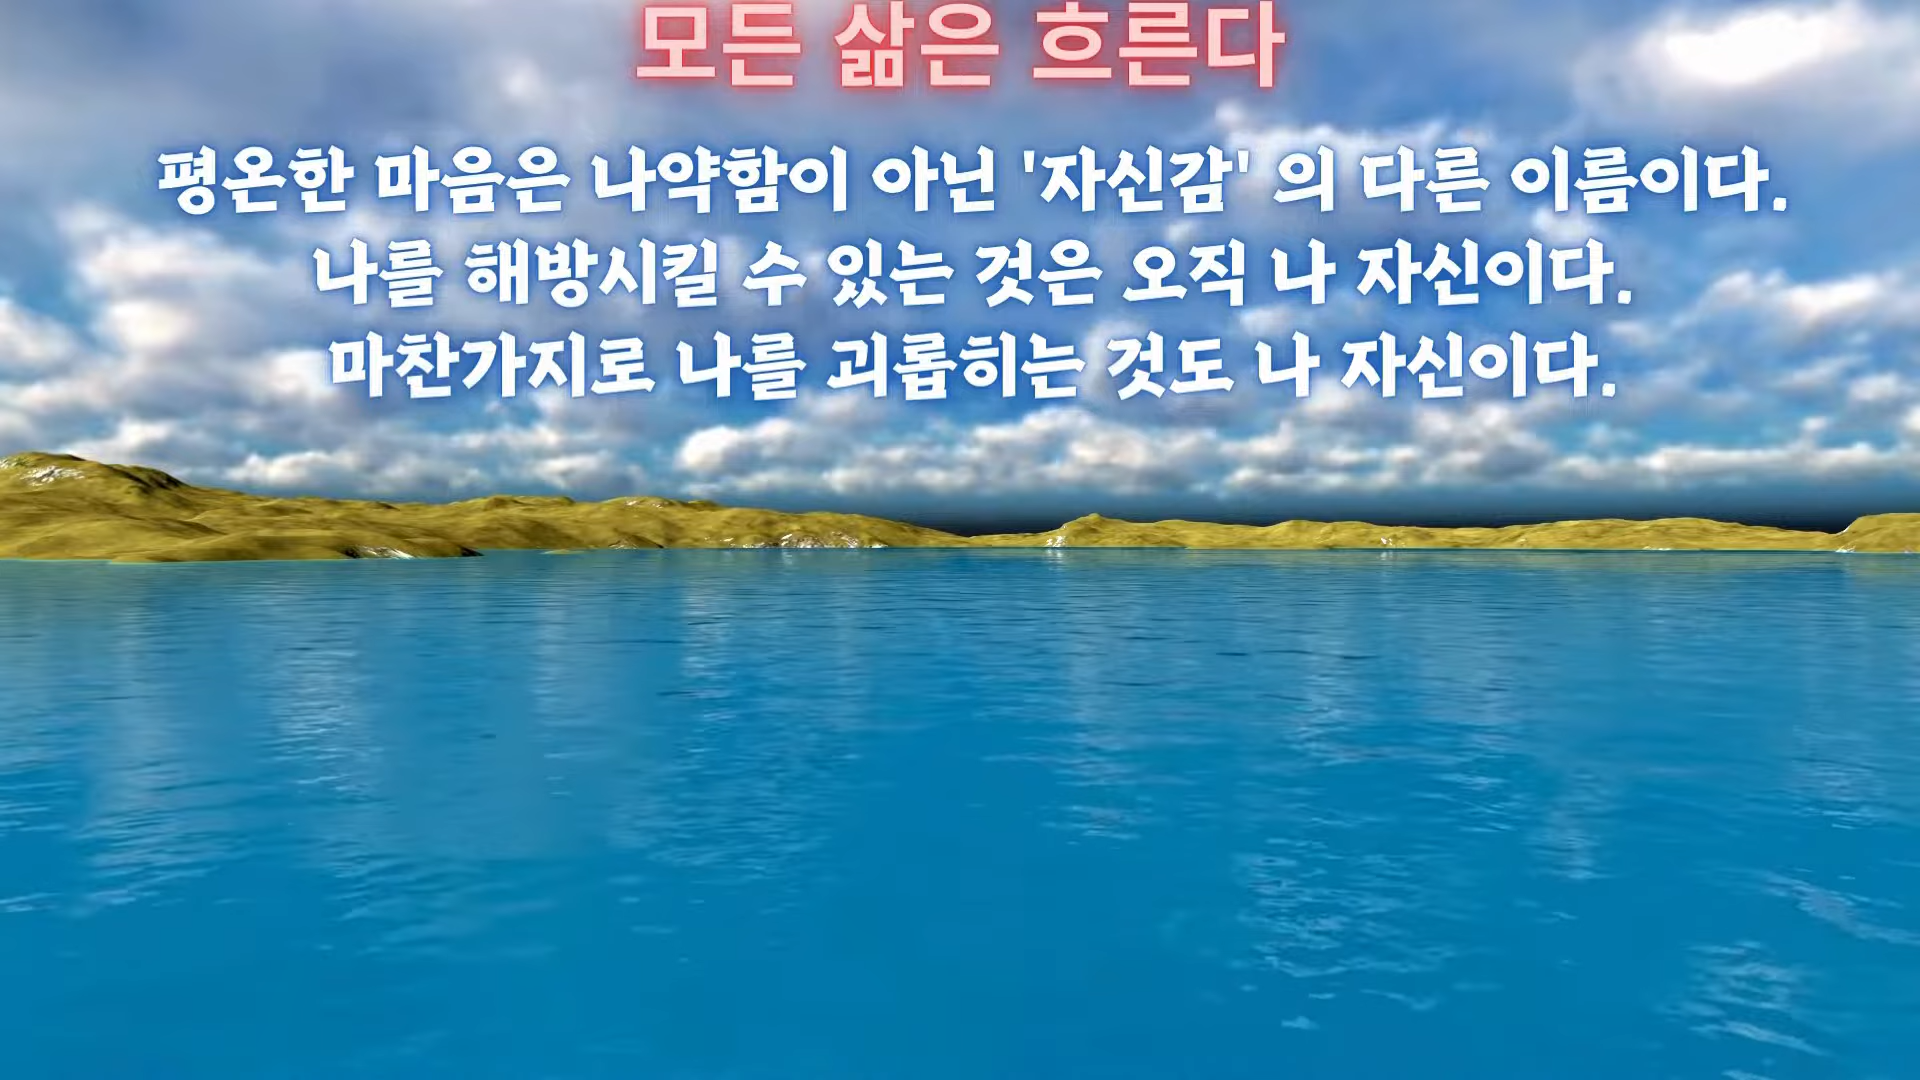 모든 삶은 흐른다
평온한 마음은 나약함이 아닌 '자신감' 의 다른 이름이다.
나를 해방시킬 수 있는 것은 오직 나 자신이다.
마찬가지로 나를 괴롭히는 것도 나 자신이다.